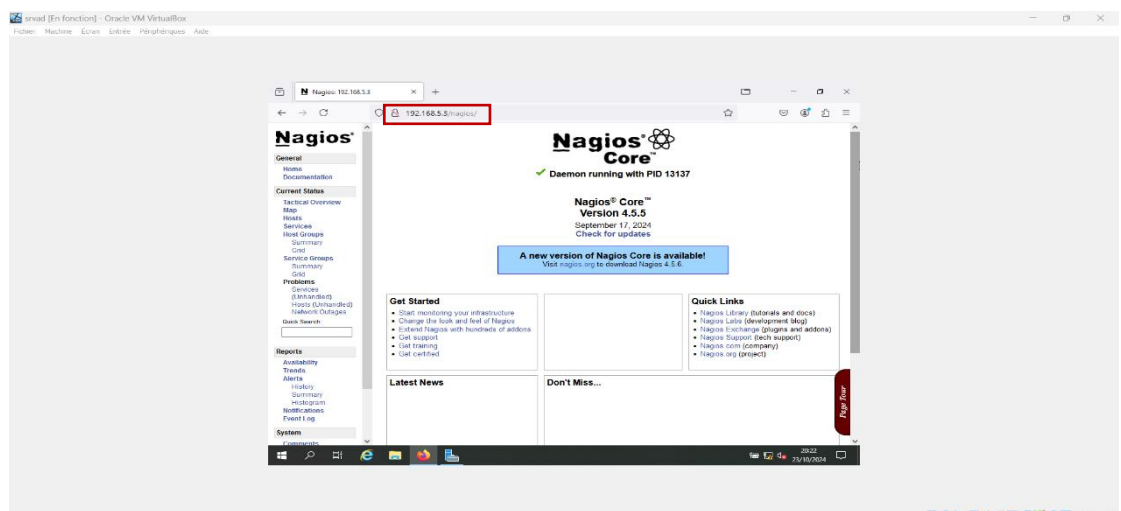 srvad [En fonction] - Oracle VM VirtualBox
Fichier Machine Écran Entrée Périphériques Aide
Nagios: 192.168.5.5
192.168.5.5/nagios/
Nagios®
General
Home
Documentation
Current Status
Tactical Overview
Map
Hosts
Services
Host Groups
Summary
Grid
Service Groups
Summary
Grid
Problems
Services
(Unhandled)
Hosts (Unhandled)
Network Outages
Quick Search
Reports
Availability
Trends
Alerts
History
Summary
Histogram
Notifications
Event Log
System
Comments
Nagios®
Core™
Daemon running with PID 13137
Nagios® Core™
Version 4.5.5
September 17, 2024
Check for updates
A new version of Nagios Core is available!
Visit nagios.org to download Nagios 4.5.6.
Get Started
• Start monitoring your infrastructure
• Change the look and feel of Nagios
• Extend Nagios with hundreds of addons
• Get support
• Get training
• Get certified
Quick Links
• Nagios Library (tutorials and docs)
• Nagios Labs (development blog)
• Nagios Exchange (plugins and addons)
• Nagios Support (tech support)
• Nagios.com (company)
• Nagios.org (project)
Latest News
Don't Miss...
Page Tour
20:22
23/10/2024